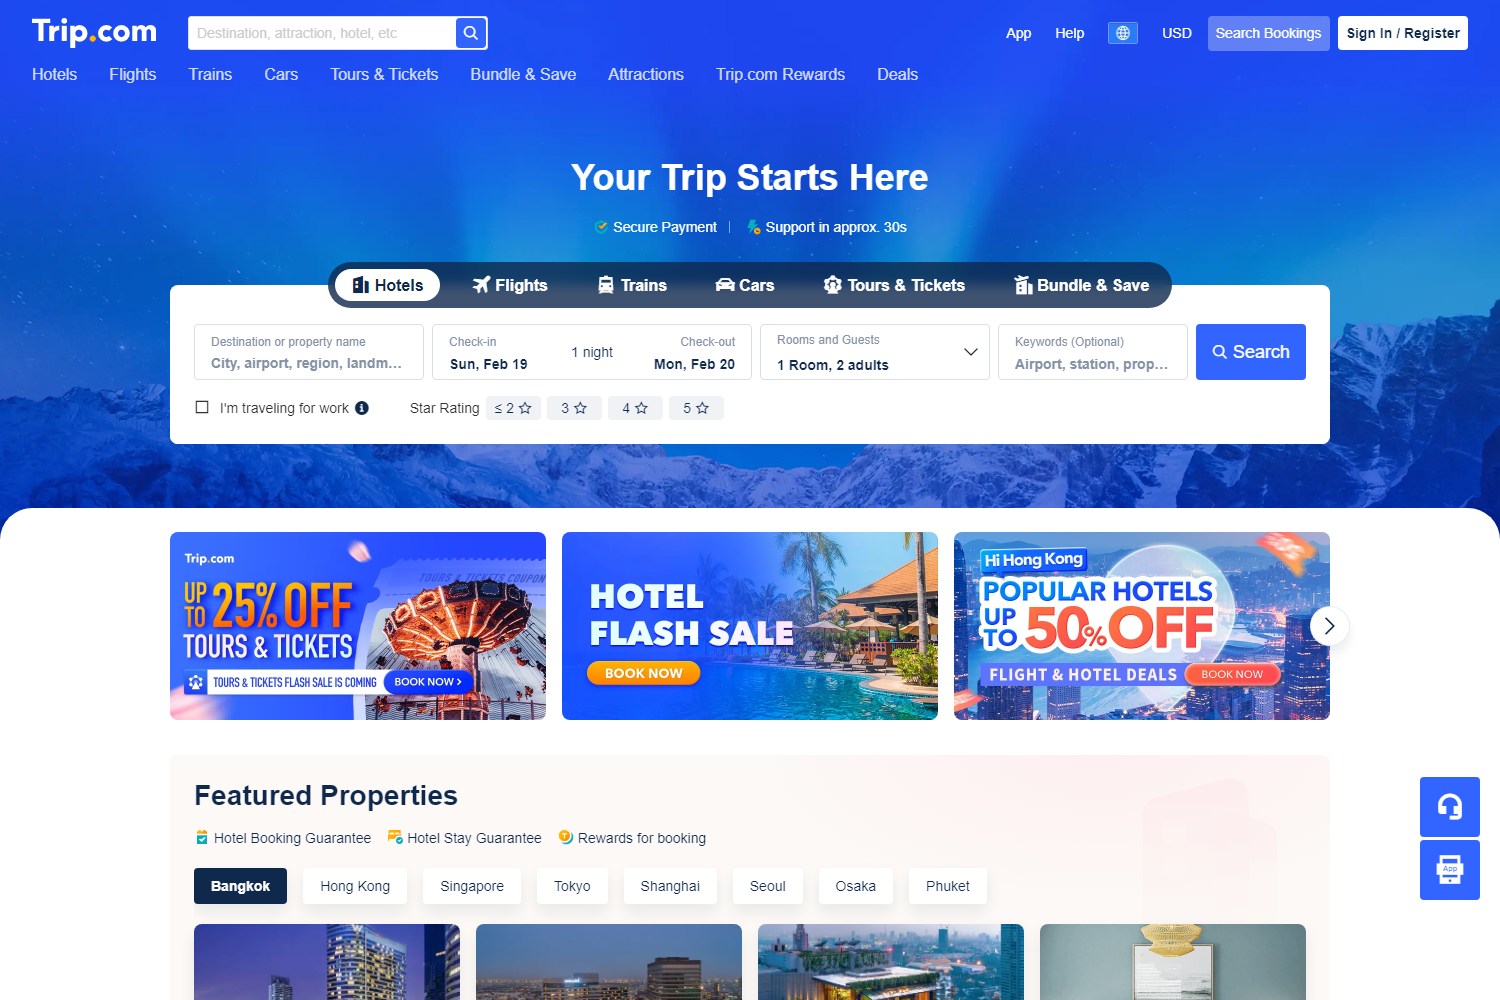 Trip.com
Destination, attraction, hotel, etc
App
Help
USD
Search Bookings
Sign In / Register
Hotels
Flights
Trains
Cars
Tours & Tickets
Bundle & Save
Attractions
Trip.com Rewards
Deals
Your Trip Starts Here
Secure Payment
Support in approx. 30s
Hotels
Flights
Trains
Cars
Tours & Tickets
Bundle & Save
Destination or property name
City, airport, region, landm...
Check-in
Sun, Feb 19
1 night
Check-out
Mon, Feb 20
Rooms and Guests
1 Room, 2 adults
Keywords (Optional)
Airport, station, prop...
Search
I'm traveling for work
Star Rating
≤ 2
3
4
5
Trip.com
UP TO 25% OFF
TOURS & TICKETS
TOURS & TICKETS FLASH SALE IS COMING
BOOK NOW >
TOURS & TICKETS COUPON
HOTEL
FLASH SALE
BOOK NOW
Hi Hong Kong
POPULAR HOTELS
UP TO 50% OFF
FLIGHT & HOTEL DEALS
BOOK NOW
Featured Properties
Hotel Booking Guarantee
Hotel Stay Guarantee
Rewards for booking
Bangkok
Hong Kong
Singapore
Tokyo
Shanghai
Seoul
Osaka
Phuket
App